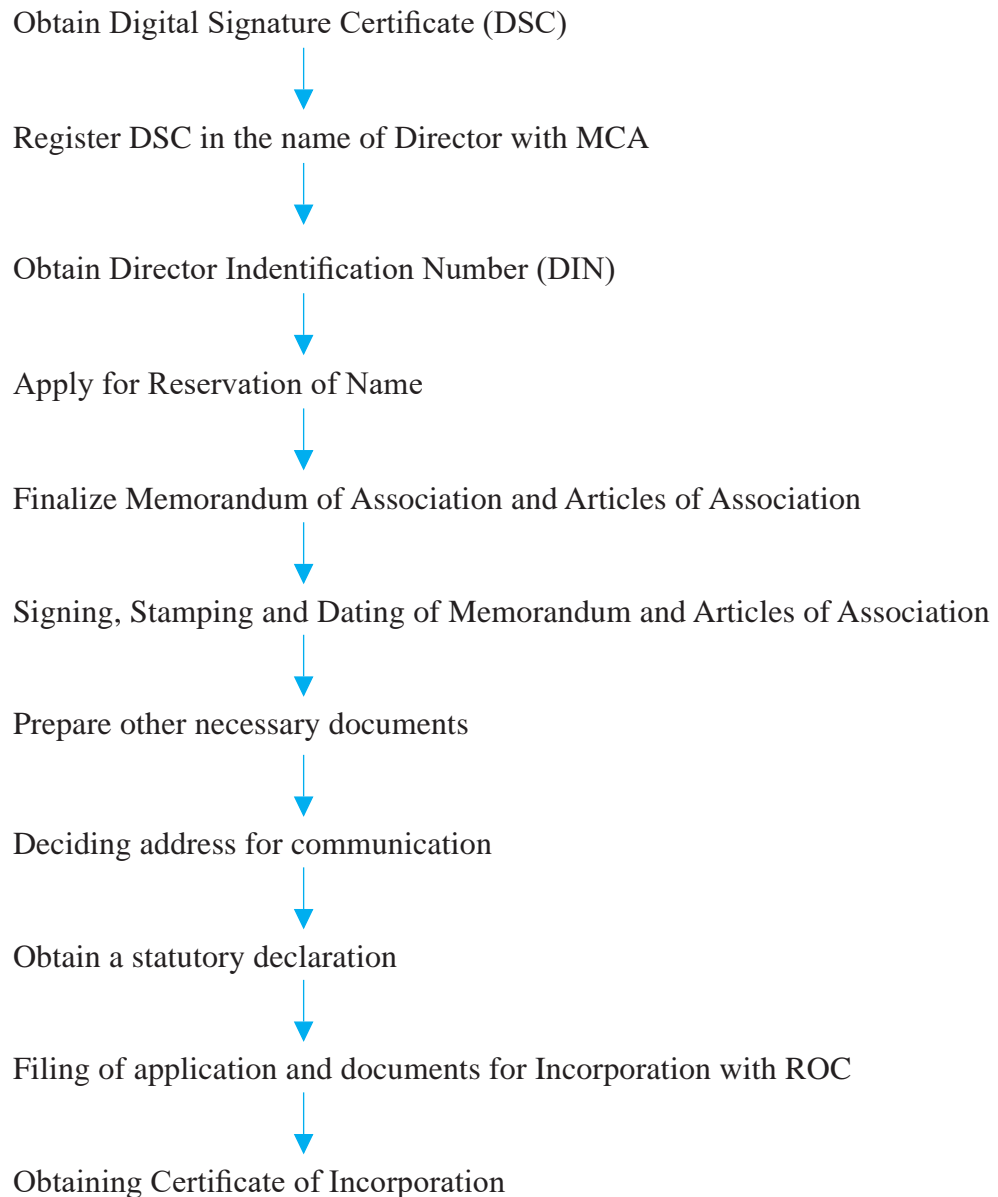 Obtain Digital Signature Certificate (DSC)
Register DSC in the name of Director with MCA
Obtain Director Indentification Number (DIN)
Apply for Reservation of Name
Finalize Memorandum of Association and Articles of Association
Signing, Stamping and Dating of Memorandum and Articles of Association
Prepare other necessary documents
Deciding address for communication
Obtain a statutory declaration
Filing of application and documents for Incorporation with ROC
Obtaining Certificate of Incorporation